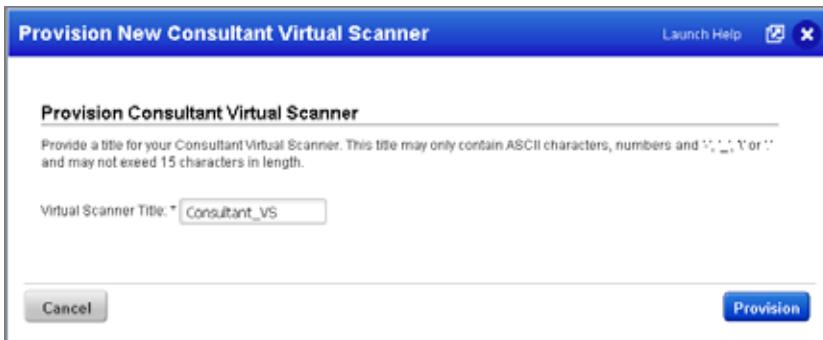 Provision New Consultant Virtual Scanner
Launch Help
Provision Consultant Virtual Scanner
Provide a title for your Consultant Virtual Scanner. This title may only contain ASCII characters, numbers and
and may not exeed 15 characters in length.
Virtual Scanner Title: * Consultant_VS
Cancel
Provision